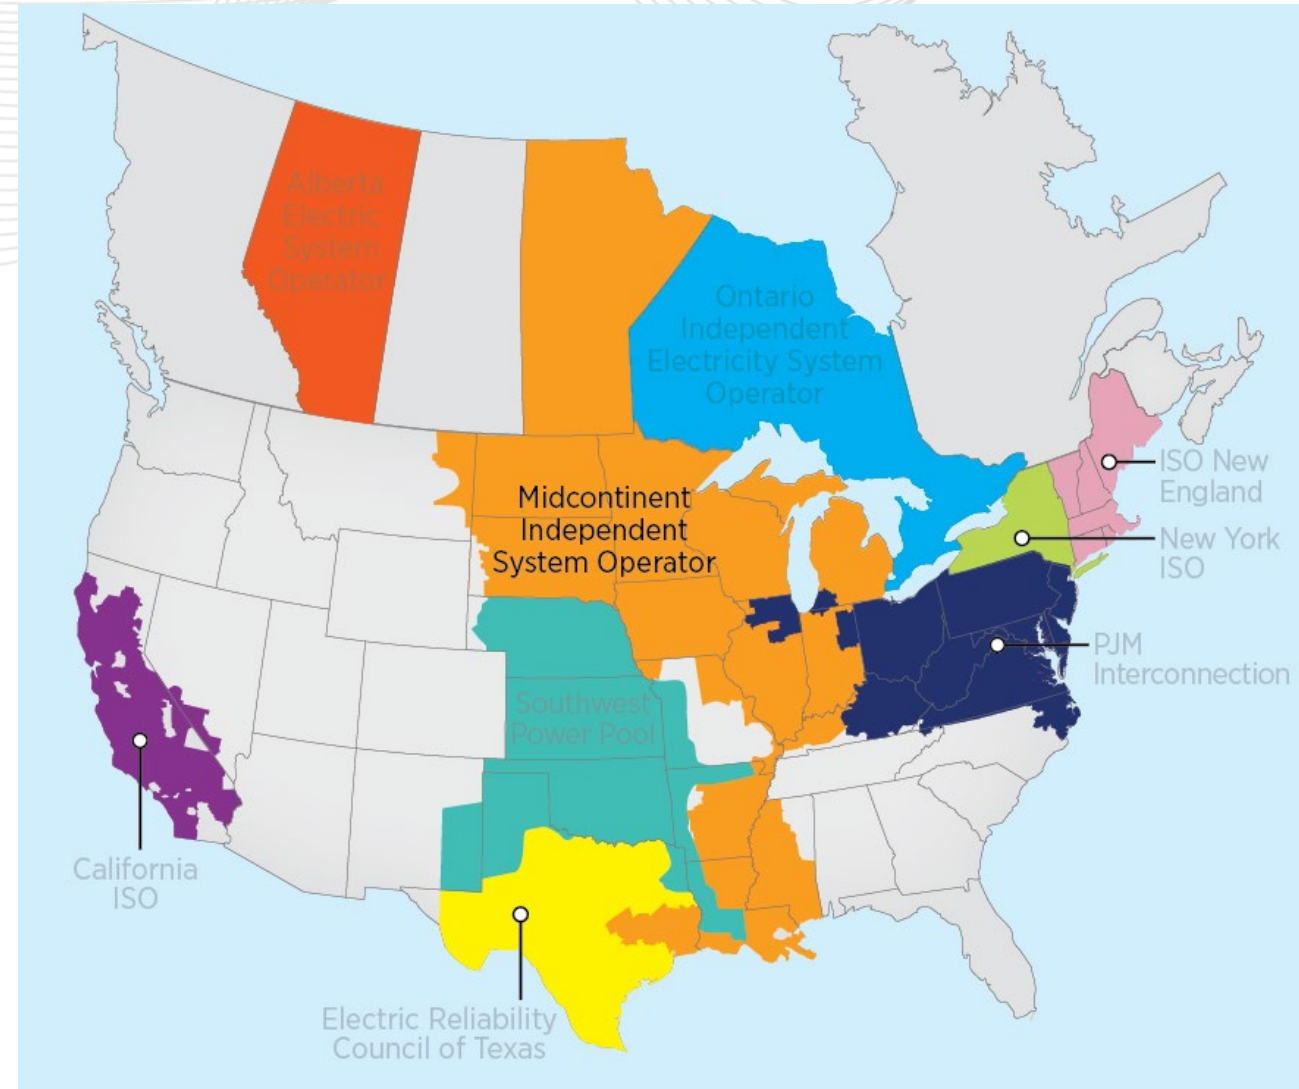 Alberta
Electric
System
Operator
Ontario
Independent
Electricity System
Operator
Midcontinent
Independent
System Operator
ISO New
England
New York
ISO
PJM
Interconnection
Southwest
Power Pool
California
ISO
Electric Reliability
Council of Texas